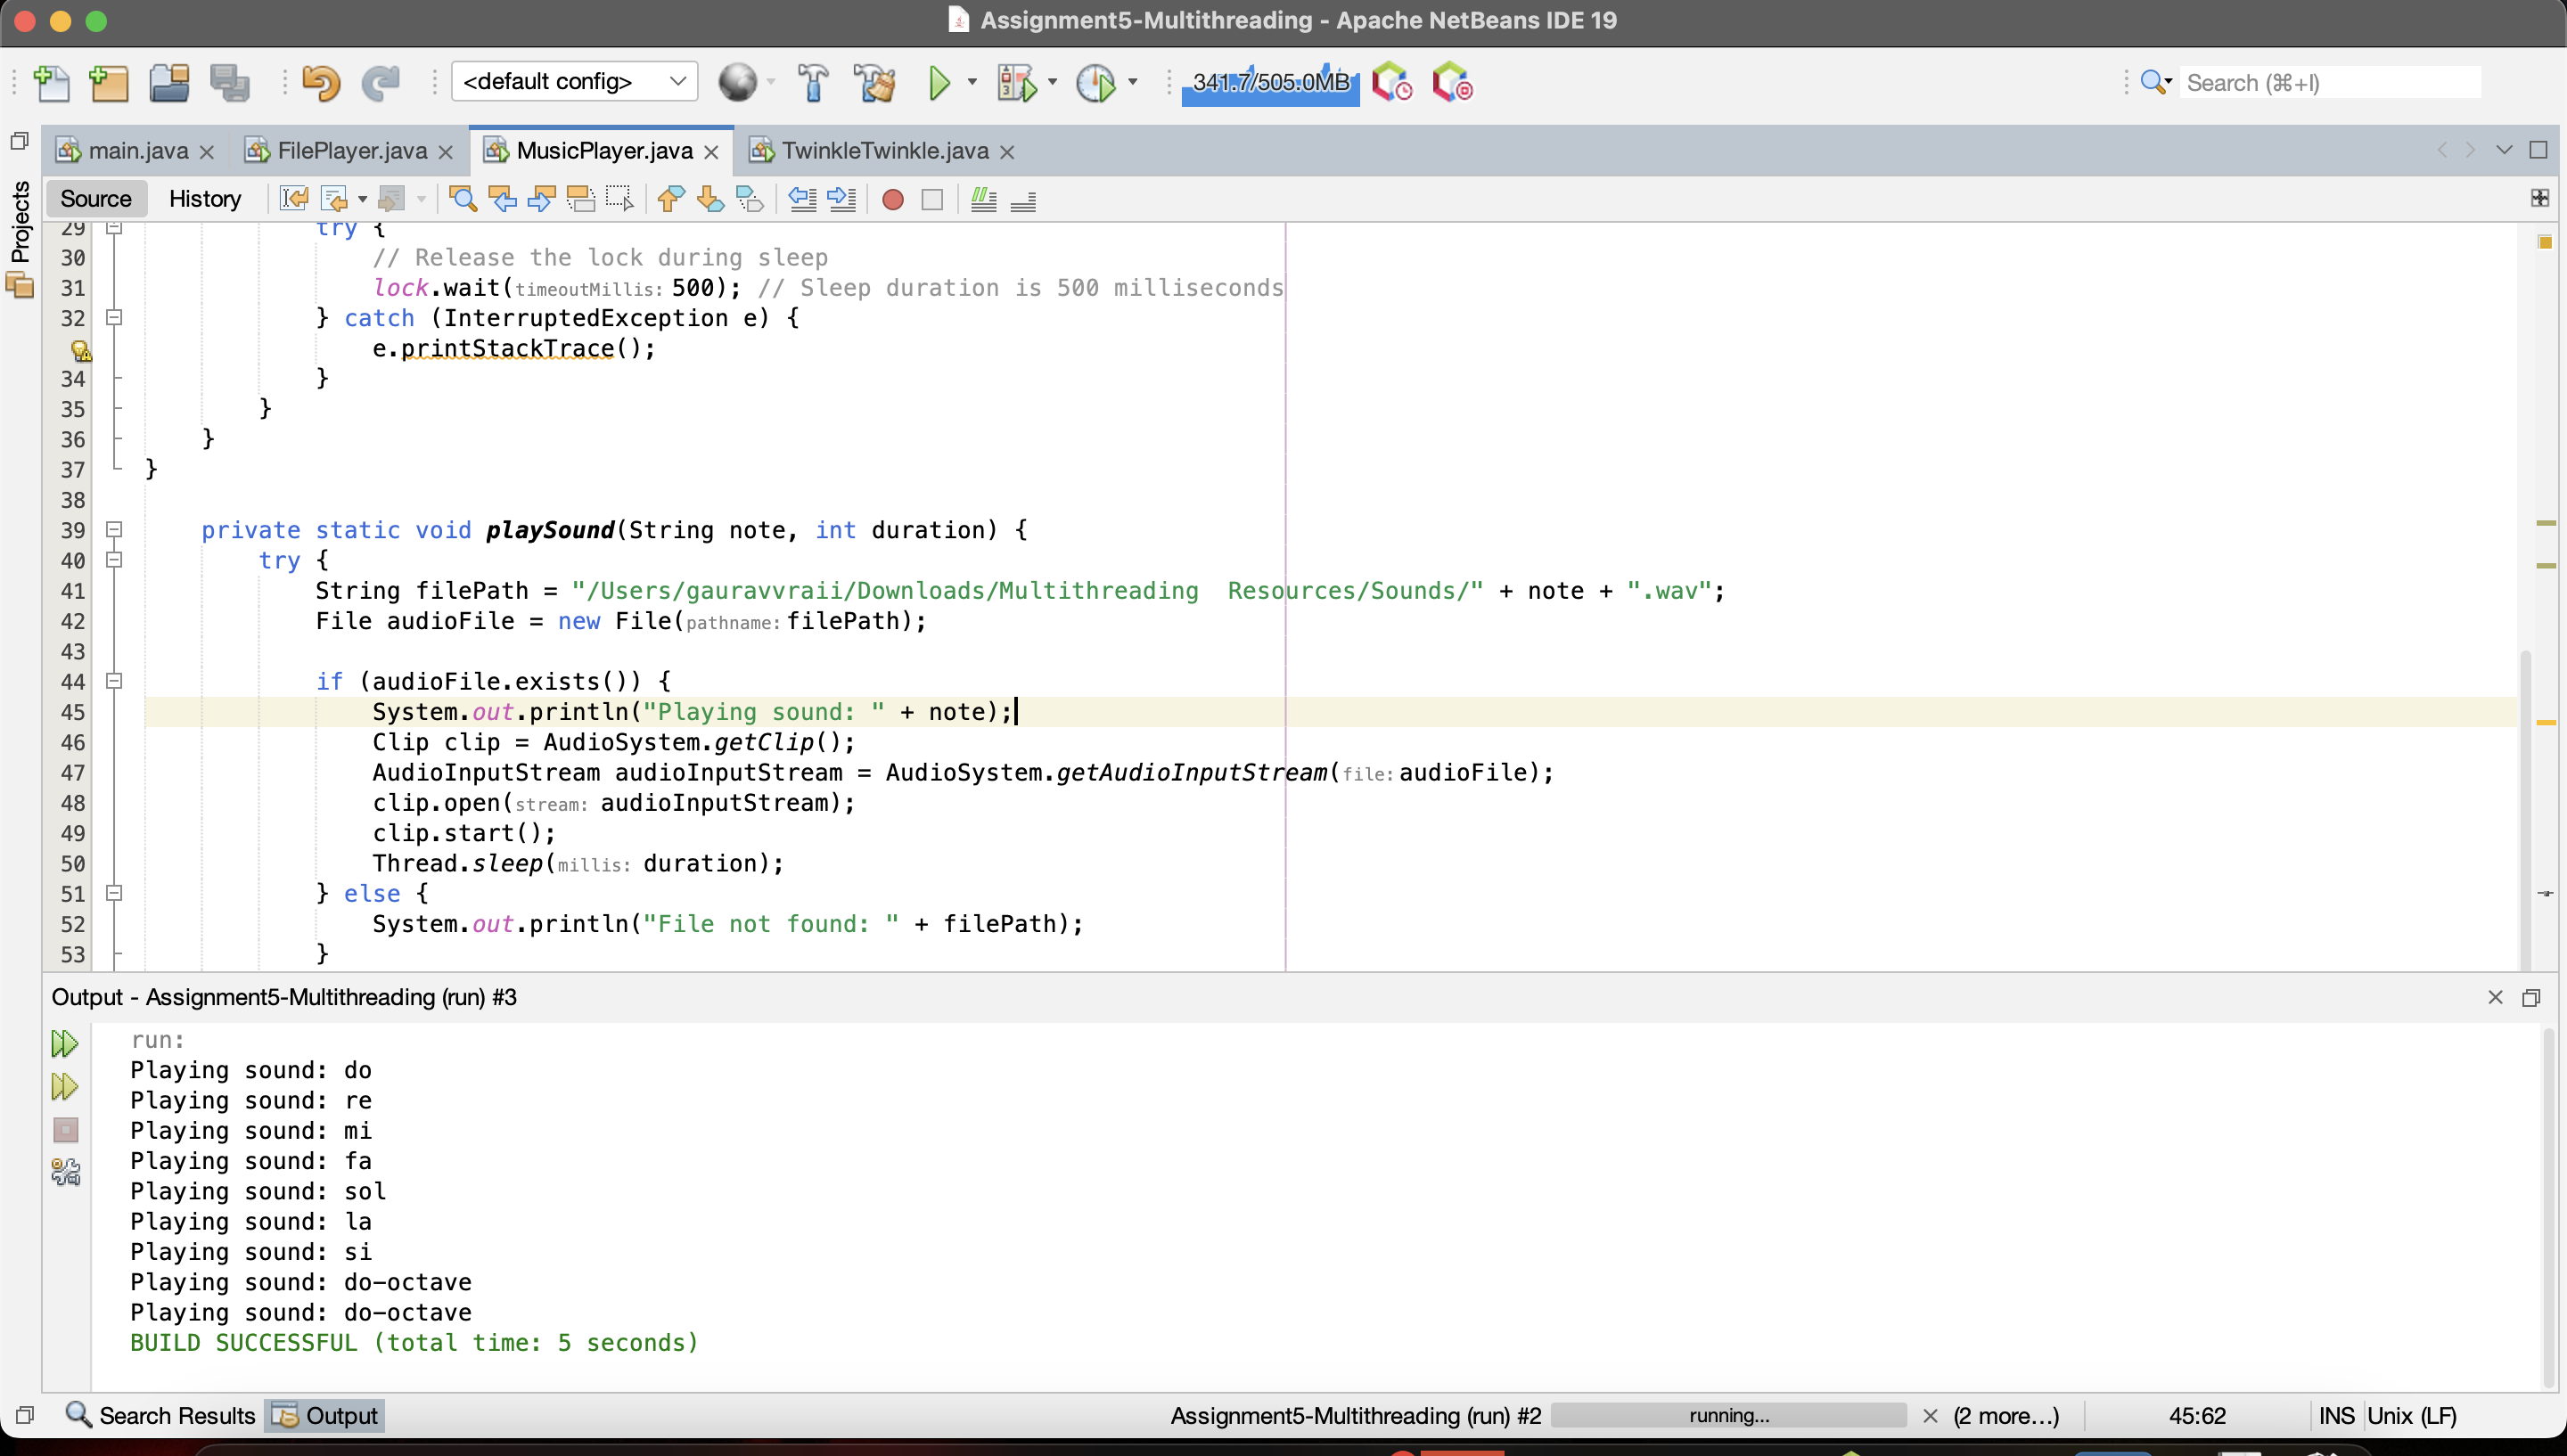 Assignment5-Multithreading - Apache NetBeans IDE 19
<default config>
341.7/505.0MB
Search (⌘+I)
Projects
main.java
FilePlayer.java
MusicPlayer.java
TwinkleTwinkle.java
Source
History
29 try {
30 // Release the lock during sleep
31 lock.wait(timeoutMillis: 500); // Sleep duration is 500 milliseconds
32 } catch (InterruptedException e) {
e.printStackTrace();
34 }
35 }
36 }
37 }
38
39 private static void playSound(String note, int duration) {
40 try {
41 String filePath = "/Users/gauravvraii/Downloads/Multithreading  Resources/Sounds/" + note + ".wav";
42 File audioFile = new File(pathname: filePath);
43
44 if (audioFile.exists()) {
45 System.out.println("Playing sound: " + note);
46 Clip clip = AudioSystem.getClip();
47 AudioInputStream audioInputStream = AudioSystem.getAudioInputStream(file: audioFile);
48 clip.open(stream: audioInputStream);
49 clip.start();
50 Thread.sleep(millis: duration);
51 } else {
52 System.out.println("File not found: " + filePath);
53 }
Output - Assignment5-Multithreading (run) #3
run:
Playing sound: do
Playing sound: re
Playing sound: mi
Playing sound: fa
Playing sound: sol
Playing sound: la
Playing sound: si
Playing sound: do-octave
Playing sound: do-octave
BUILD SUCCESSFUL (total time: 5 seconds)
Search Results
Output
Assignment5-Multithreading (run) #2
running...
(2 more...)
45:62
INS
Unix (LF)